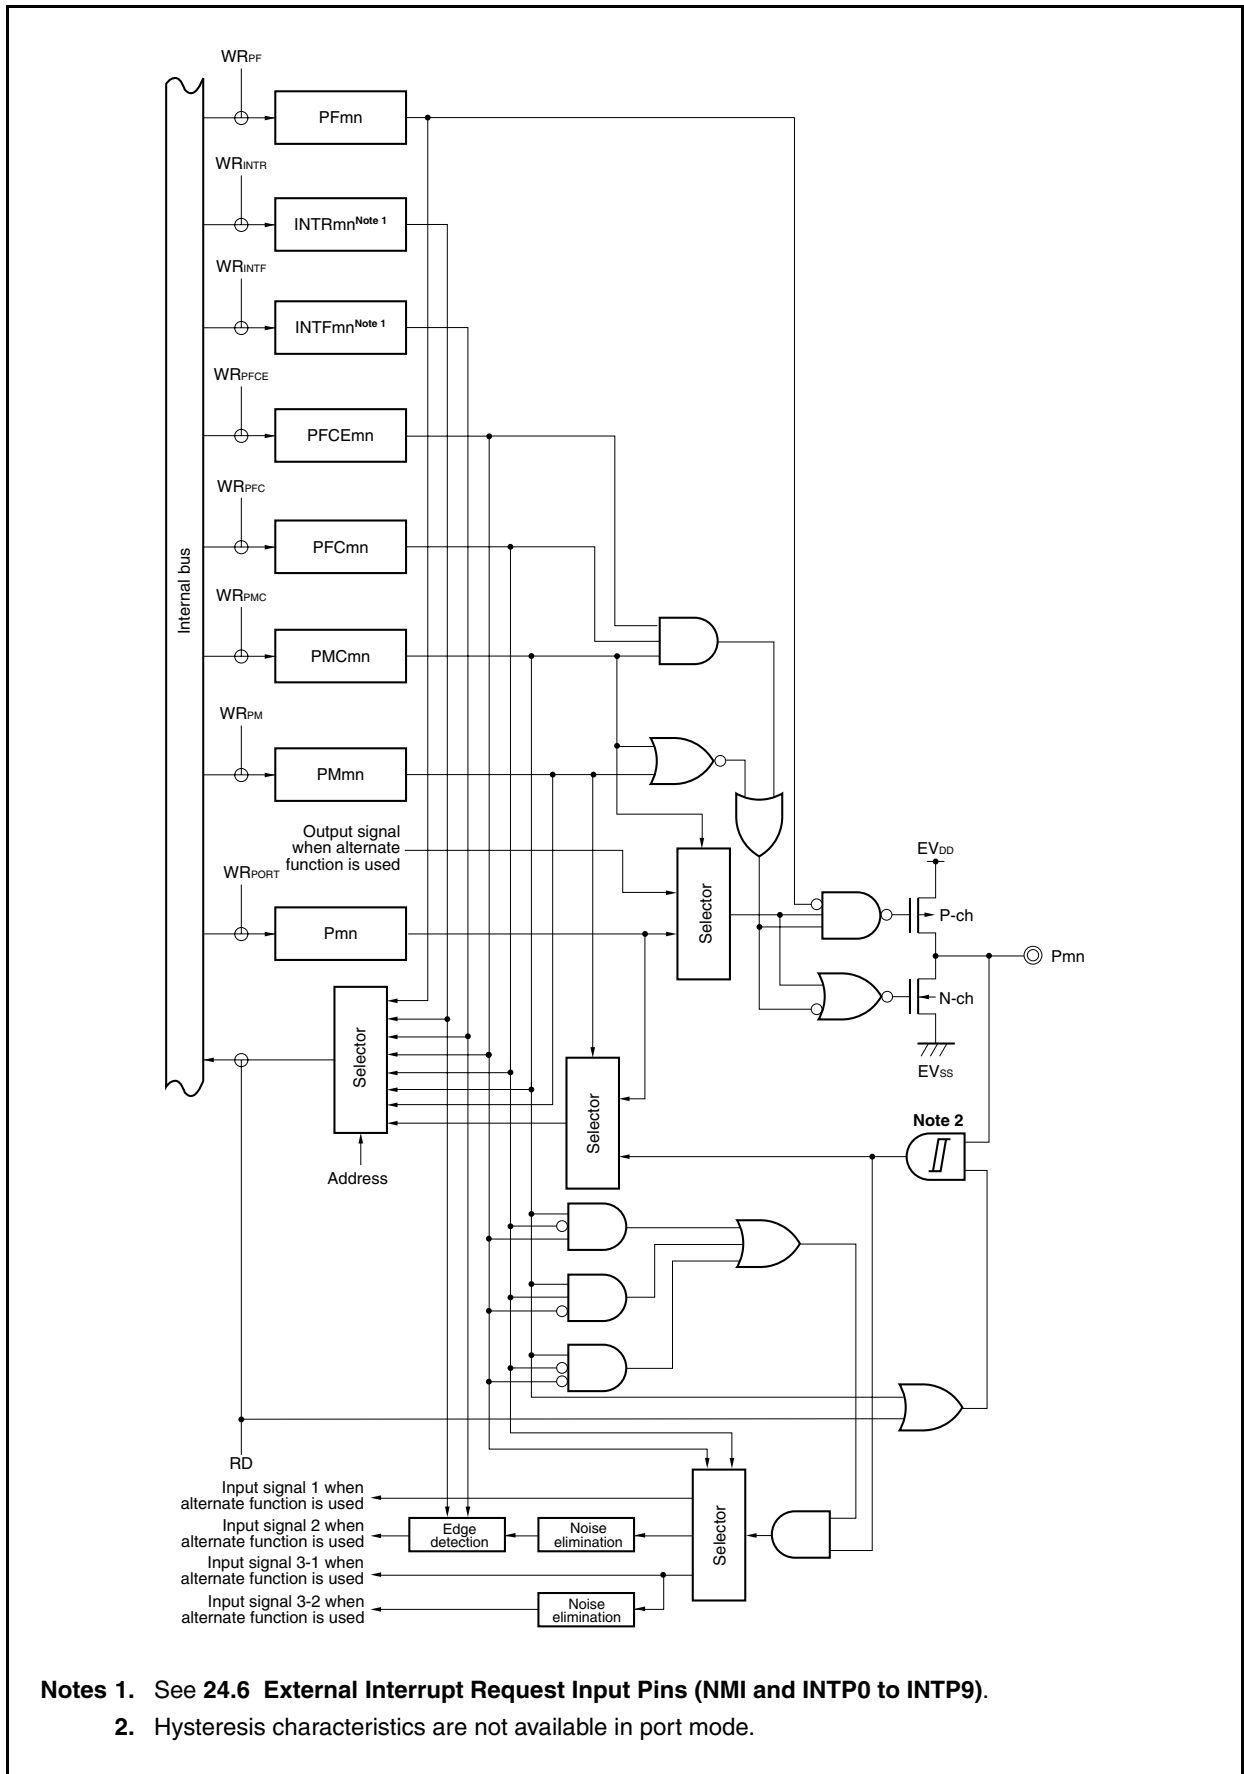 WRPF
PFmn
WRINTR
INTRmnNote 1
WRINTF
INTFmnNote 1
WRPFCE
PFCEmn
WRPFC
PFCmn
Internal bus
WRPMC
PMCmn
WRPM
PMmn
Output signal
when alternate
function is used
WRPORT
Pmn
Selector
EVDD
P-ch
Pmn
N-ch
EVSS
Selector
Address
Selector
Note 2
RD
Input signal 1 when
alternate function is used
Input signal 2 when
alternate function is used
Edge
detection
Noise
elimination
Selector
Input signal 3-1 when
alternate function is used
Input signal 3-2 when
alternate function is used
Noise
elimination
Notes 1. See 24.6 External Interrupt Request Input Pins (NMI and INTP0 to INTP9).
2. Hysteresis characteristics are not available in port mode.